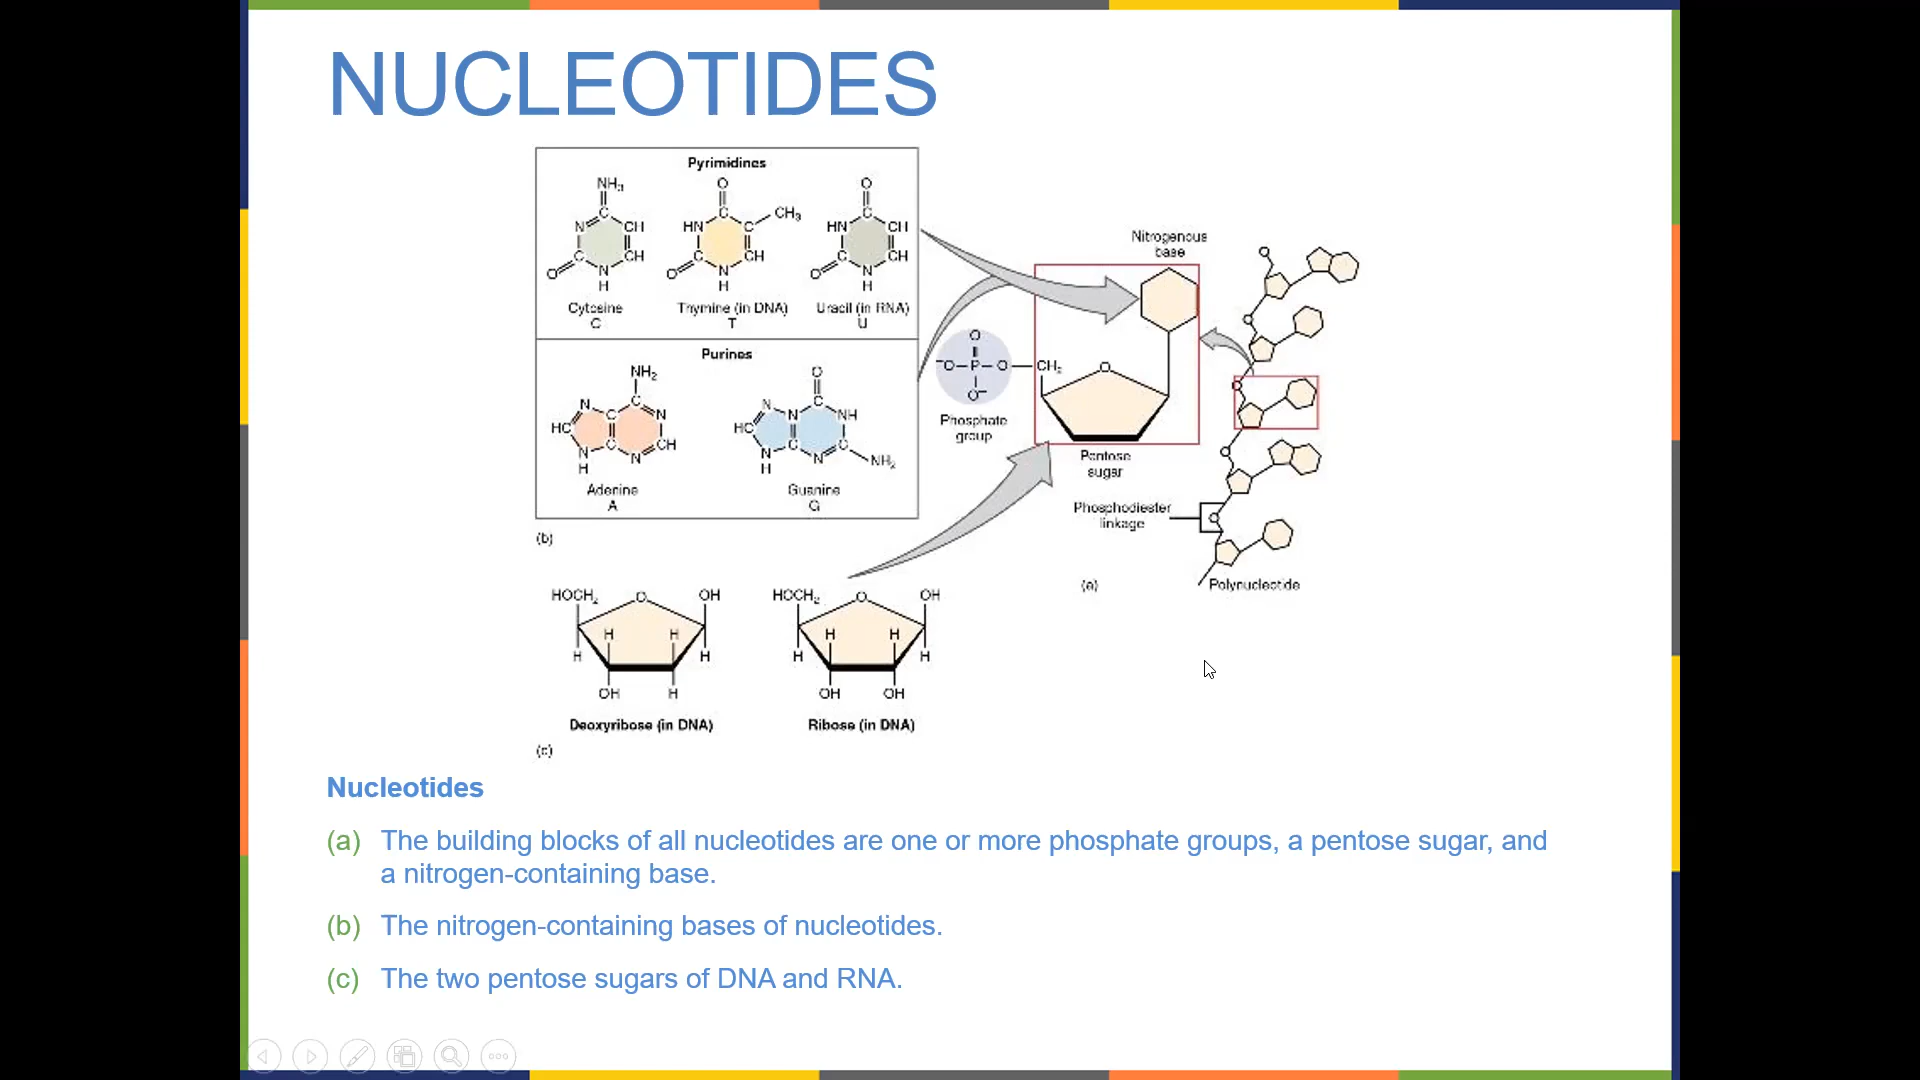 NUCLEOTIDES
Pyrimidines
NH₃
N
C
CH
C
CH
O
N
H
Cytosine
C
O
C
CH₃
HN
C
C
CH
O
N
H
Thymine (in DNA)
T
O
C
HN
CH
C
CH
O
N
H
Uracil (in RNA)
U
Purines
NH₂
N
C
C
N
HC
C
CH
N
H
N
Adenine
A
O
C
N
N
NH
HC
C
C
N
H
N
NH₂
Guanine
G
(b)
Nitrogenous
base
O
⁻O—P—O
O⁻
CH₂
O
Phosphate
group
Pentose
sugar
Phosphodiester
linkage
(e)
Polynucleotide
HOCH₂
O
OH
H
H
H
H
OH
H
Deoxyribose (in DNA)
HOCH₂
O
OH
H
H
H
H
OH
OH
Ribose (in DNA)
(c)
Nucleotides
(a) The building blocks of all nucleotides are one or more phosphate groups, a pentose sugar, and
a nitrogen-containing base.
(b) The nitrogen-containing bases of nucleotides.
(c) The two pentose sugars of DNA and RNA.